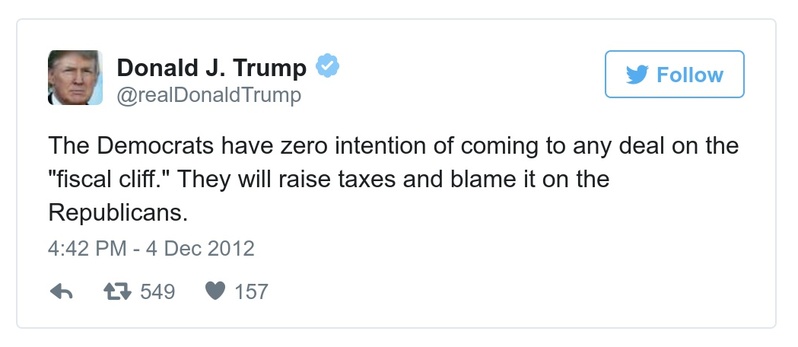 Donald J. Trump
@realDonaldTrump
Follow
The Democrats have zero intention of coming to any deal on the
"fiscal cliff." They will raise taxes and blame it on the
Republicans.
4:42 PM - 4 Dec 2012
549 157